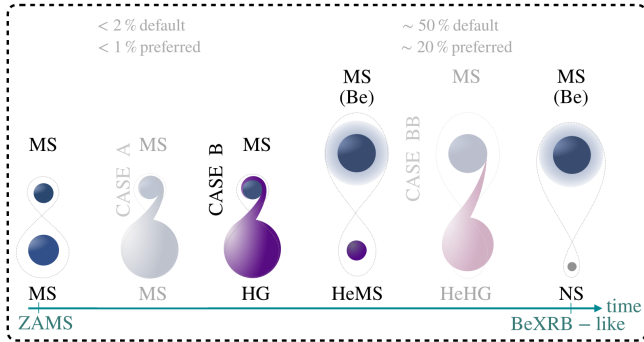 < 2 % default
< 1 % preferred
~ 50 % default
~ 20 % preferred
MS
MS
CASE A
MS
CASE B
MS
(Be)
CASE BB
MS
MS
(Be)
MS
MS
HG
HeMS
HeHG
NS
time
ZAMS
BeXRB – like